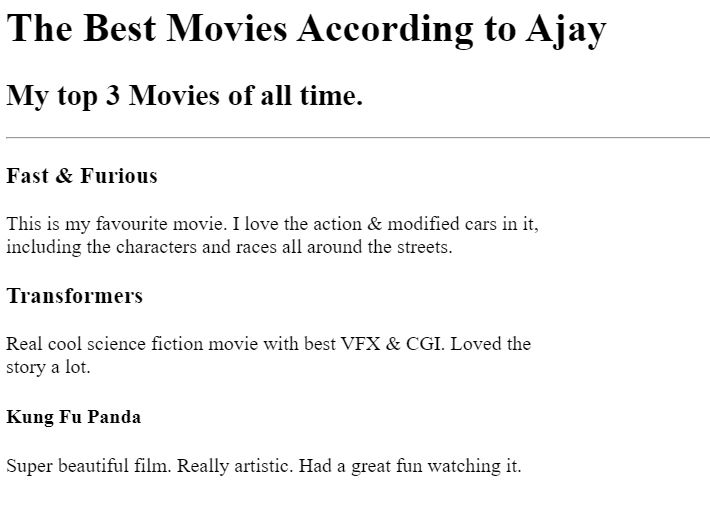 The Best Movies According to Ajay
My top 3 Movies of all time.
Fast & Furious
This is my favourite movie. I love the action & modified cars in it,
including the characters and races all around the streets.
Transformers
Real cool science fiction movie with best VFX & CGI. Loved the
story a lot.
Kung Fu Panda
Super beautiful film. Really artistic. Had a great fun watching it.